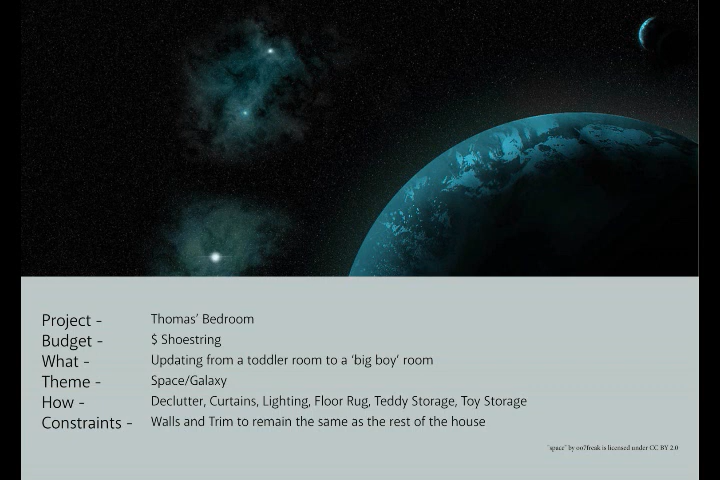 Project - Thomas' Bedroom
Budget - $ Shoestring
What - Updating from a toddler room to a 'big boy' room
Theme - Space/Galaxy
How - Declutter, Curtains, Lighting, Floor Rug, Teddy Storage, Toy Storage
Constraints - Walls and Trim to remain the same as the rest of the house
"space" by oo7freak is licensed under CC BY 2.0